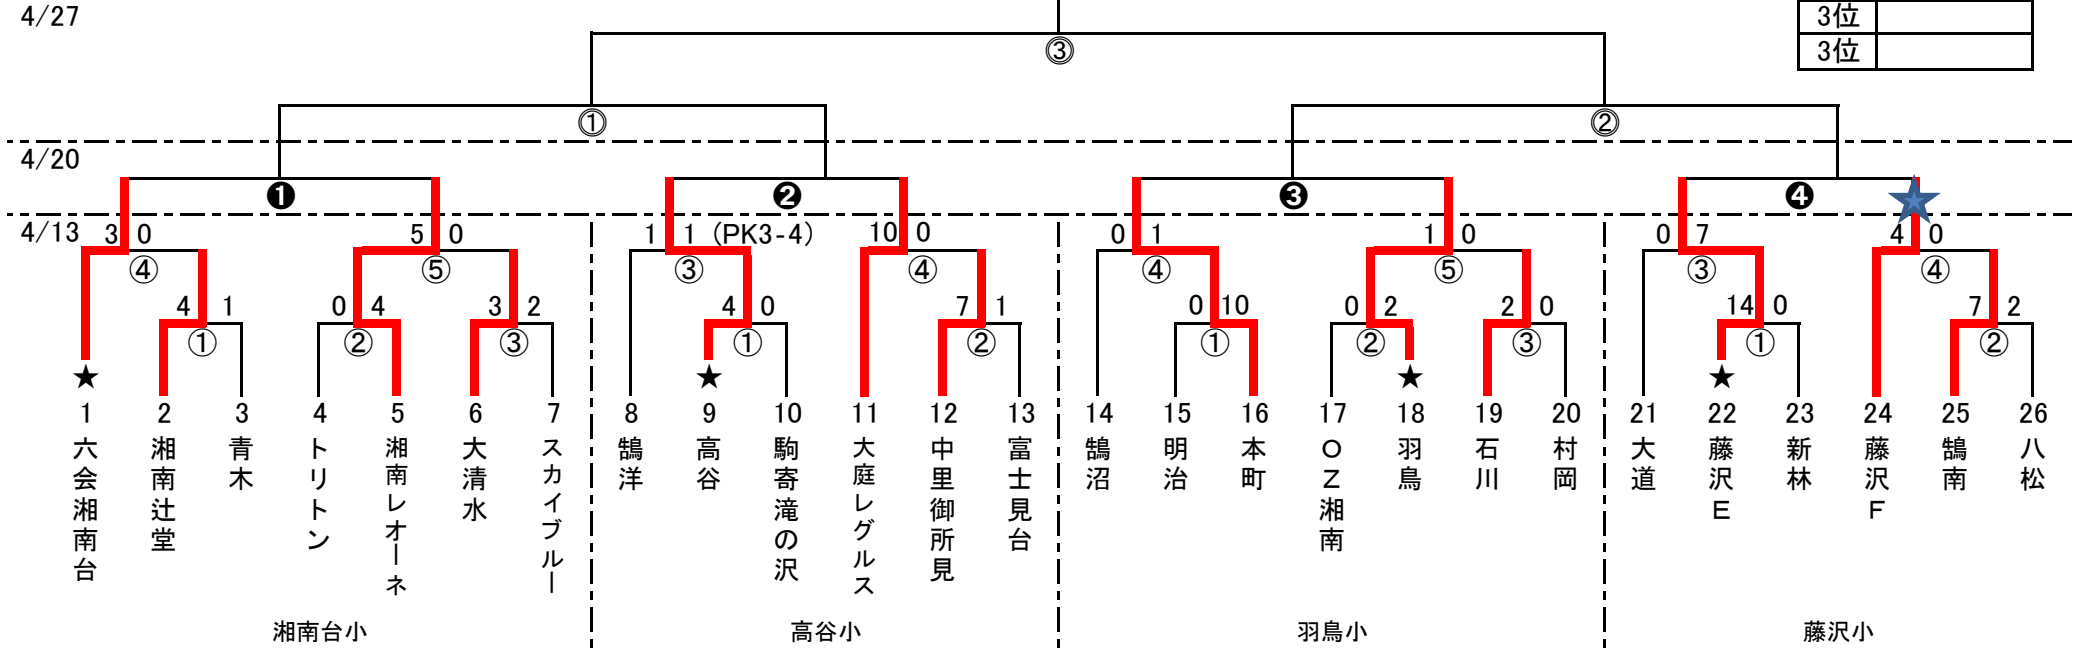 4/27
3位
3位
③
① ②
4/20
❶ ❷ ❸ ❹
4/13
3 0 5 0 1 1 (PK3-4) 10 0 0 1 1 0 0 7 4 0
④ ⑤ ③ ④ ④ ⑤ ③ ④
4 1 0 4 3 2 4 0 7 1 0 10 0 2 2 0 14 0 7 2
① ② ③ ① ② ① ② ③ ① ②
★ ★ ★ ★
1 2 3 4 5 6 7 8 9 10 11 12 13 14 15 16 17 18 19 20 21 22 23 24 25 26
六会湘南台
湘南辻堂
青木
トリトン
湘南レオーネ
大清水
スカイブルー
鵠洋
高谷
駒寄滝の沢
大庭レグルス
中里御所見
富士見台
鵠沼
明治
本町
OZ湘南
羽鳥
石川
村岡
大道
藤沢E
新林
藤沢F
鵠南
八松
湘南台小 高谷小 羽鳥小 藤沢小